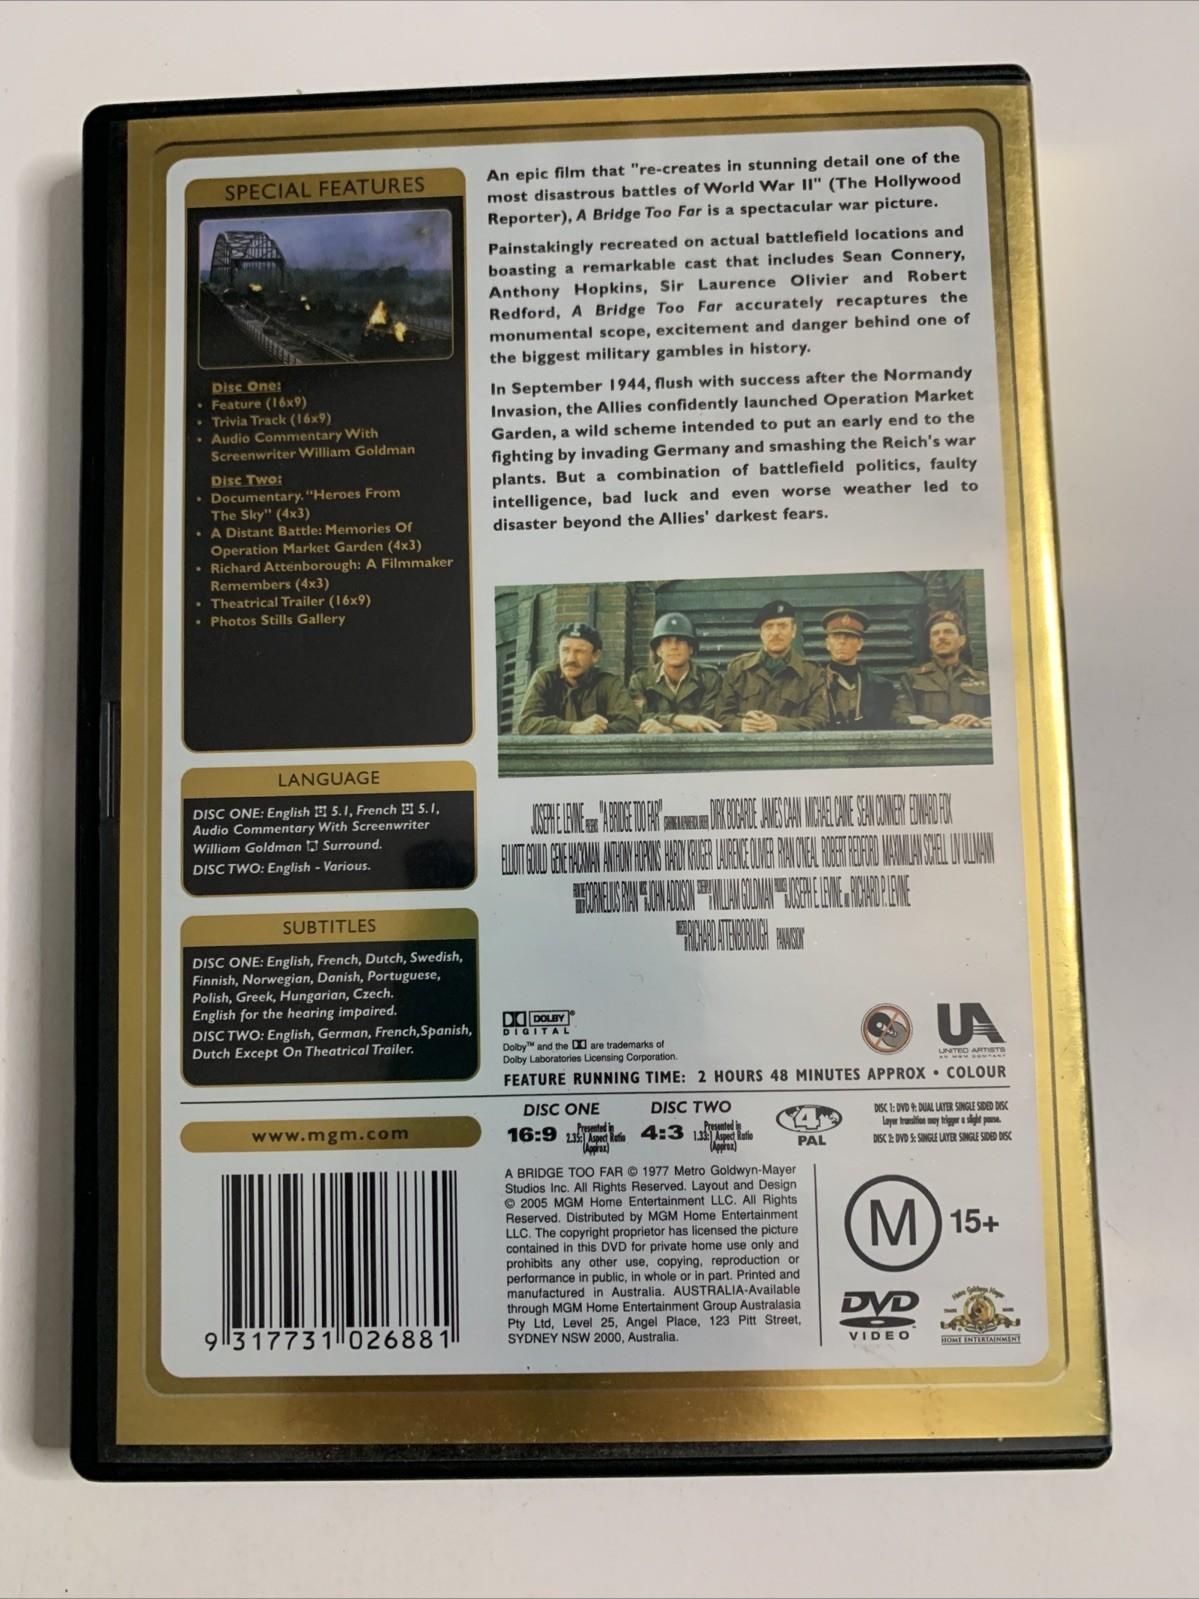 SPECIAL FEATURES
Disc One:
• Feature (16x9)
• Trivia Track (16x9)
• Audio Commentary With
Screenwriter William Goldman
Disc Two:
• Documentary. "Heroes From
The Sky" (4x3)
• A Distant Battle: Memories Of
Operation Market Garden (4x3)
• Richard Attenborough: A Filmmaker
Remembers (4x3)
• Theatrical Trailer (16x9)
• Photos Stills Gallery
LANGUAGE
DISC ONE: English 5.1, French 5.1,
Audio Commentary With Screenwriter
William Goldman Surround.
DISC TWO: English - Various.
SUBTITLES
DISC ONE: English, French, Dutch, Swedish,
Finnish, Norwegian, Danish, Portuguese,
Polish, Greek, Hungarian, Czech.
English for the hearing impaired.
DISC TWO: English, German, French,Spanish,
Dutch Except On Theatrical Trailer.
www.mgm.com
9 317731 026881
An epic film that "re-creates in stunning detail one of the
most disastrous battles of World War II" (The Hollywood
Reporter), A Bridge Too Far is a spectacular war picture.
Painstakingly recreated on actual battlefield locations and
boasting a remarkable cast that includes Sean Connery,
Anthony Hopkins, Sir Laurence Olivier and Robert
Redford, A Bridge Too Far accurately recaptures the
monumental scope, excitement and danger behind one of
the biggest military gambles in history.
In September 1944, flush with success after the Normandy
Invasion, the Allies confidently launched Operation Market
Garden, a wild scheme intended to put an early end to the
fighting by invading Germany and smashing the Reich's war
plants. But a combination of battlefield politics, faulty
intelligence, bad luck and even worse weather led to
disaster beyond the Allies' darkest fears.
JOSEPH E. LEVINE PRESENTS "A BRIDGE TOO FAR" DIRK BOGARDE JAMES CAAN MICHAEL CAINE SEAN CONNERY EDWARD FOX
ELLIOTT GOULD GENE HACKMAN ANTHONY HOPKINS HARDY KRUGER LAURENCE OLIVIER RYAN O'NEAL ROBERT REDFORD MAXIMILIAN SCHELL LIV ULLMANN
CORNELIUS RYAN JOHN ADDISON WILLIAM GOLDMAN JOSEPH E. LEVINE AND RICHARD P. LEVINE
RICHARD ATTENBOROUGH PANAVISION®
DOLBY®
DIGITAL
Dolby™ and the are trademarks of
Dolby Laboratories Licensing Corporation.
UA
UNITED ARTISTS
AN MGM COMPANY
FEATURE RUNNING TIME: 2 HOURS 48 MINUTES APPROX • COLOUR
DISC ONE
16:9 Presented in
2.35:1 Aspect Ratio
(Approx)
DISC TWO
4:3 Presented in
1.33:1 Aspect Ratio
(Approx)
4
PAL
DISC 1: DVD 9: DUAL LAYER SINGLE SIDED DISC
Layer transition may trigger a slight pause.
DISC 2: DVD 5: SINGLE LAYER SINGLE SIDED DISC
A BRIDGE TOO FAR © 1977 Metro Goldwyn-Mayer
Studios Inc. All Rights Reserved. Layout and Design
© 2005 MGM Home Entertainment LLC. All Rights
Reserved. Distributed by MGM Home Entertainment
LLC. The copyright proprietor has licensed the picture
contained in this DVD for private home use only and
prohibits any other use, copying, reproduction or
performance in public, in whole or in part. Printed and
manufactured in Australia. AUSTRALIA-Available
through MGM Home Entertainment Group Australasia
Pty Ltd, Level 25, Angel Place, 123 Pitt Street,
SYDNEY NSW 2000, Australia.
M 15+
DVD
VIDEO
Metro Goldwyn Mayer
TRADE MARK
HOME ENTERTAINMENT